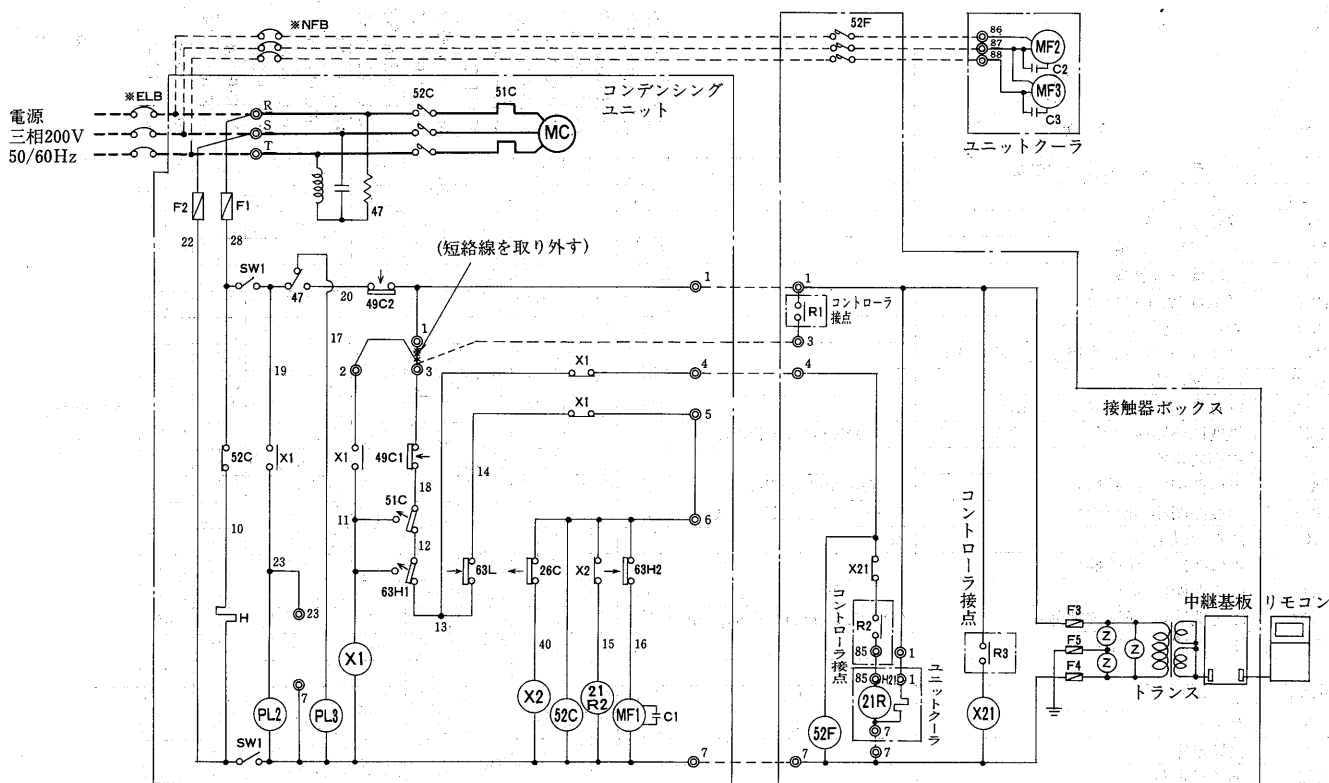 ※NFB
52F
86
87
88
MF2
C2
MF3
C3
ユニットクーラ
※ELB
電源
三相200V
50/60Hz
R
S
T
52C
51C
MC
コンデンシング
ユニット
F2
F1
47
22
28
(短絡線を取り外す)
SW1
47
20
49C2
1
1
R1
コントローラ
接点
17
1
3
2
3
19
X1
4
4
X1
5
接触器ボックス
52C
X1
X1
49C1
14
18
51C
11
10
12
6
23
63H1
63L
26C
X2
63H2
X21
コントローラ接点
コントローラ接点
H
23
13
40
15
16
R2
85
1
85
H21
1
R3
F3
F5
F4
Z
Z
Z
トランス
中継基板
リモコン
X1
7
PL2
PL3
X2
52C
21
R2
MF1
C1
52F
21R
7
ユニットクーラ
X21
SW1
7
7
7